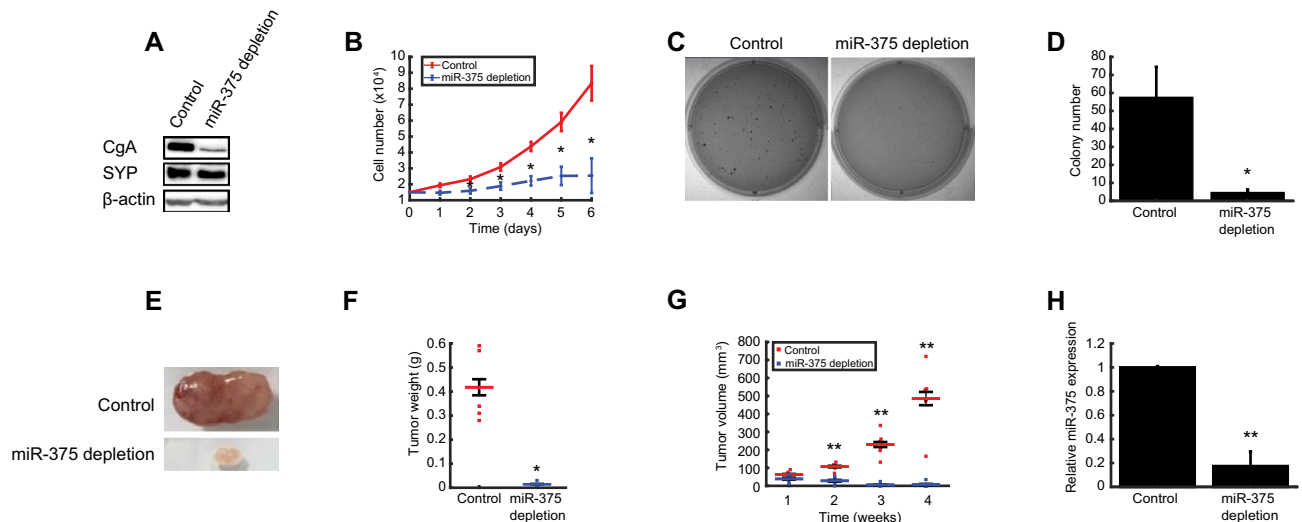 A
Control
miR-375 depletion
CgA
SYP
β-actin
B
Control
miR-375 depletion
Cell number (x10⁴)
10
9
8
7
6
5
4
3
2
1
0 1 2 3 4 5 6
* * * * *
Time (days)
C
Control miR-375 depletion
D
Colony number
80
70
60
50
40
30
20
10
0
*
Control miR-375
depletion
E
Control
miR-375 depletion
F
Tumor weight (g)
0.6
0.5
0.4
0.3
0.2
0.1
0
*
Control miR-375
depletion
G
Control
miR-375 depletion
Tumor volume (mm³)
800
700
600
500
400
300
200
100
0
** ** **
1 2 3 4
Time (weeks)
H
Relative miR-375 expression
1.2
1
0.8
0.6
0.4
0.2
0
**
Control miR-375
depletion